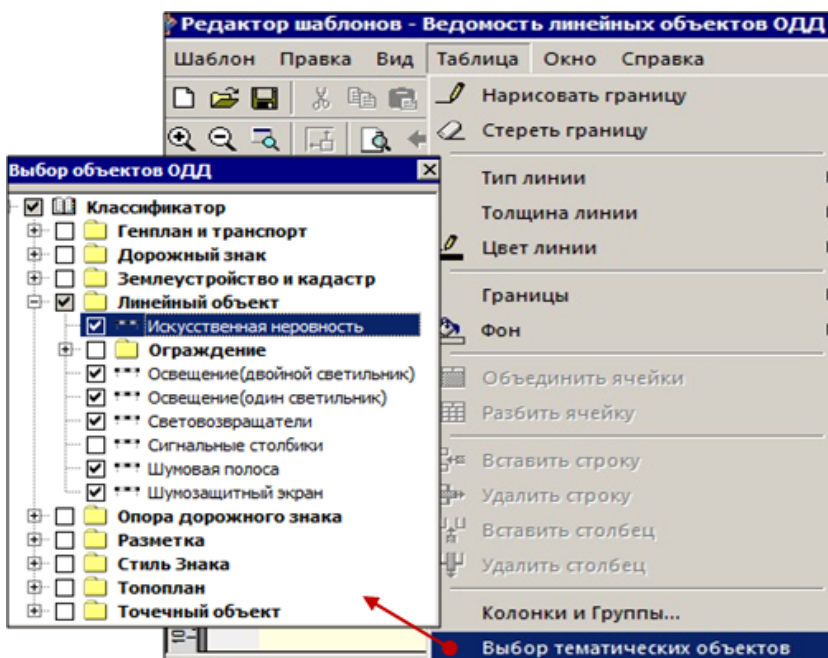 Редактор шаблонов - Ведомость линейных объектов ОДД
Шаблон Правка Вид Таблица Окно Справка
Нарисовать границу
Стереть границу
Тип линии
Толщина линии
Цвет линии
Границы
Фон
Объединить ячейки
Разбить ячейку
Вставить строку
Удалить строку
Вставить столбец
Удалить столбец
Колонки и Группы...
Выбор тематических объектов
Выбор объектов ОДД
Классификатор
Генплан и транспорт
Дорожный знак
Землеустройство и кадастр
Линейный объект
Искусственная неровность
Ограждение
Освещение(двойной светильник)
Освещение(один светильник)
Световозвращатели
Сигнальные столбики
Шумовая полоса
Шумозащитный экран
Опора дорожного знака
Разметка
Стиль Знака
Топоплан
Точечный объект